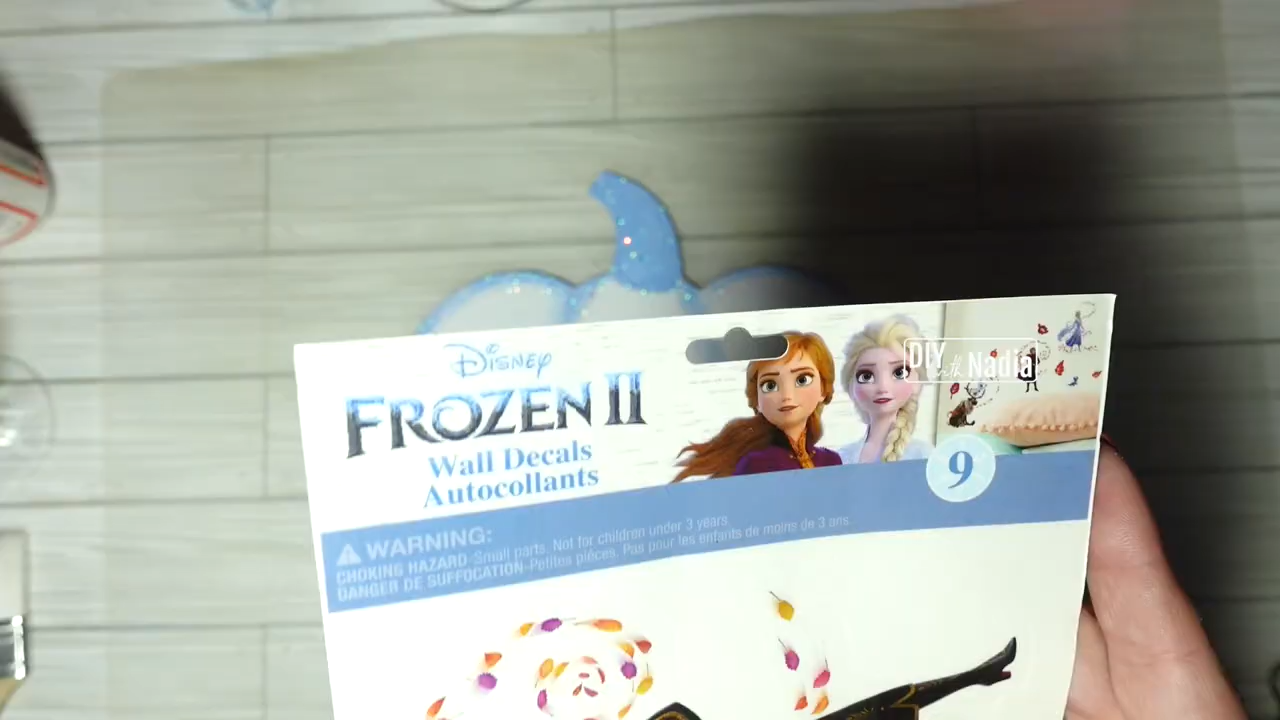 Disney
FROZEN II
Wall Decals
Autocollants
DIY with Nadia
9
WARNING:
CHOKING HAZARD-Small parts. Not for children under 3 years.
DANGER DE SUFFOCATION-Petites pièces. Pas pour les enfants de moins de 3 ans.